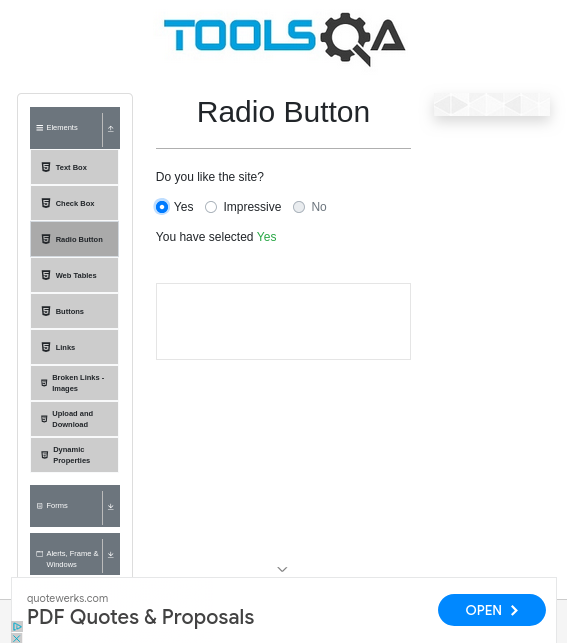 TOOLSQA
Radio Button
Elements
Text Box
Check Box
Radio Button
Web Tables
Buttons
Links
Broken Links -
Images
Upload and
Download
Dynamic
Properties
Forms
Alerts, Frame &
Windows
Do you like the site?
Yes Impressive No
You have selected Yes
quotewerks.com
PDF Quotes & Proposals
OPEN